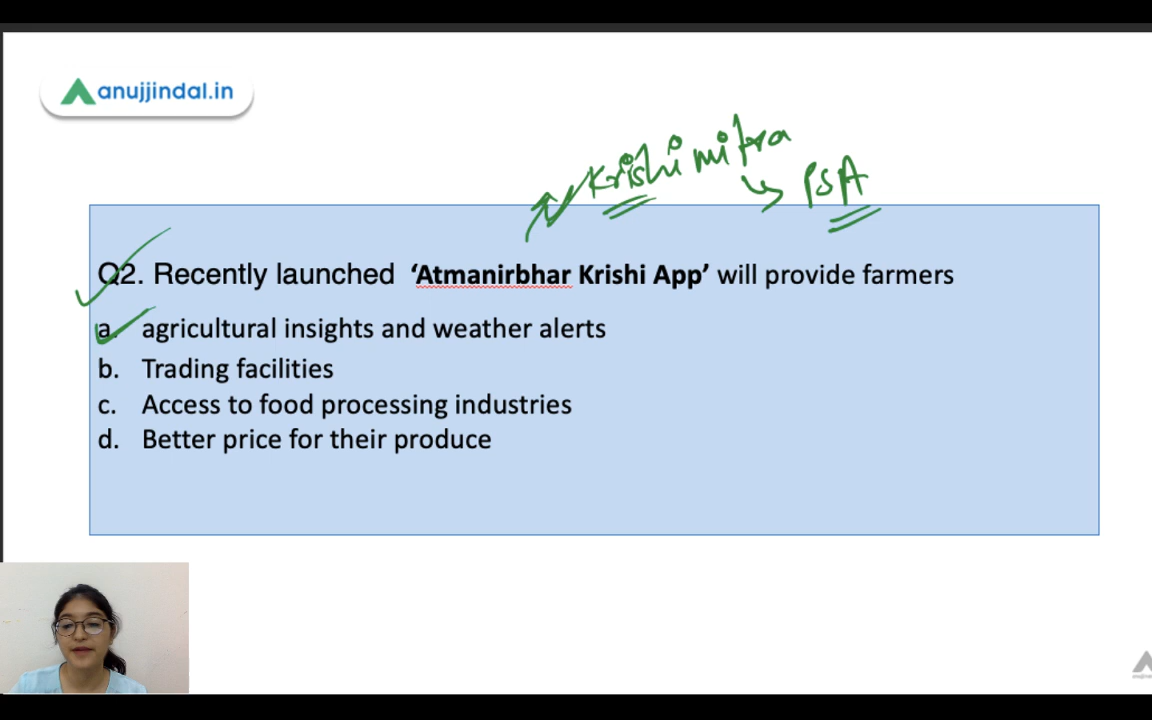 anujjindal.in
Krishi mitra
PSA
Q2. Recently launched ‘Atmanirbhar Krishi App’ will provide farmers
a. agricultural insights and weather alerts
b. Trading facilities
c. Access to food processing industries
d. Better price for their produce